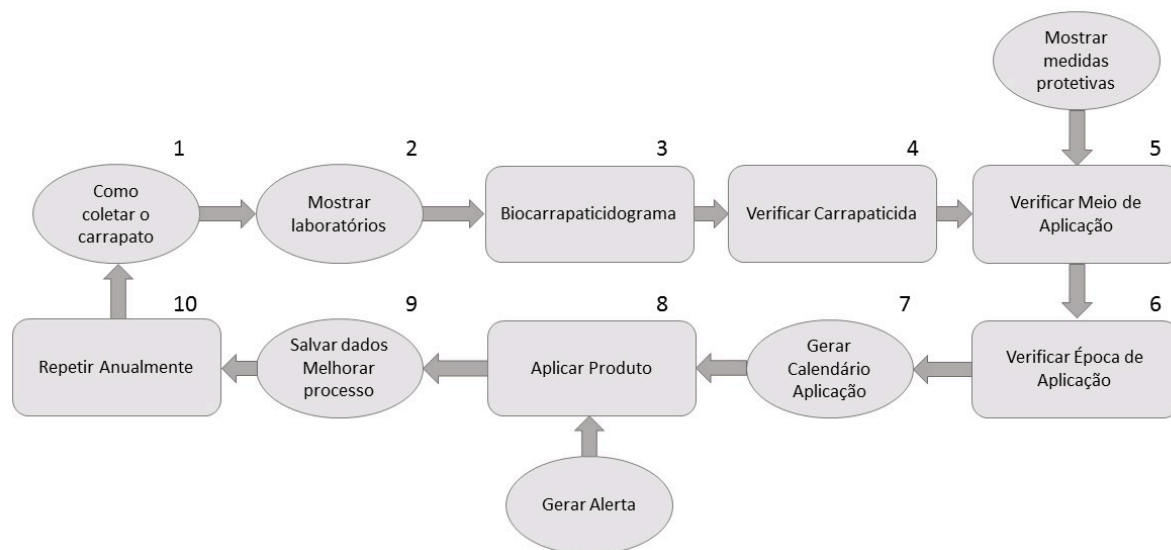 Mostrar
medidas
protetivas
1
2
3
4
5
Como
coletar o
carrapato
Mostrar
laboratórios
Biocarrapaticidograma
Verificar Carrapaticida
Verificar Meio de
Aplicação
10
9
8
7
6
Repetir Anualmente
Salvar dados
Melhorar
processo
Aplicar Produto
Gerar
Calendário
Aplicação
Verificar Época de
Aplicação
Gerar Alerta